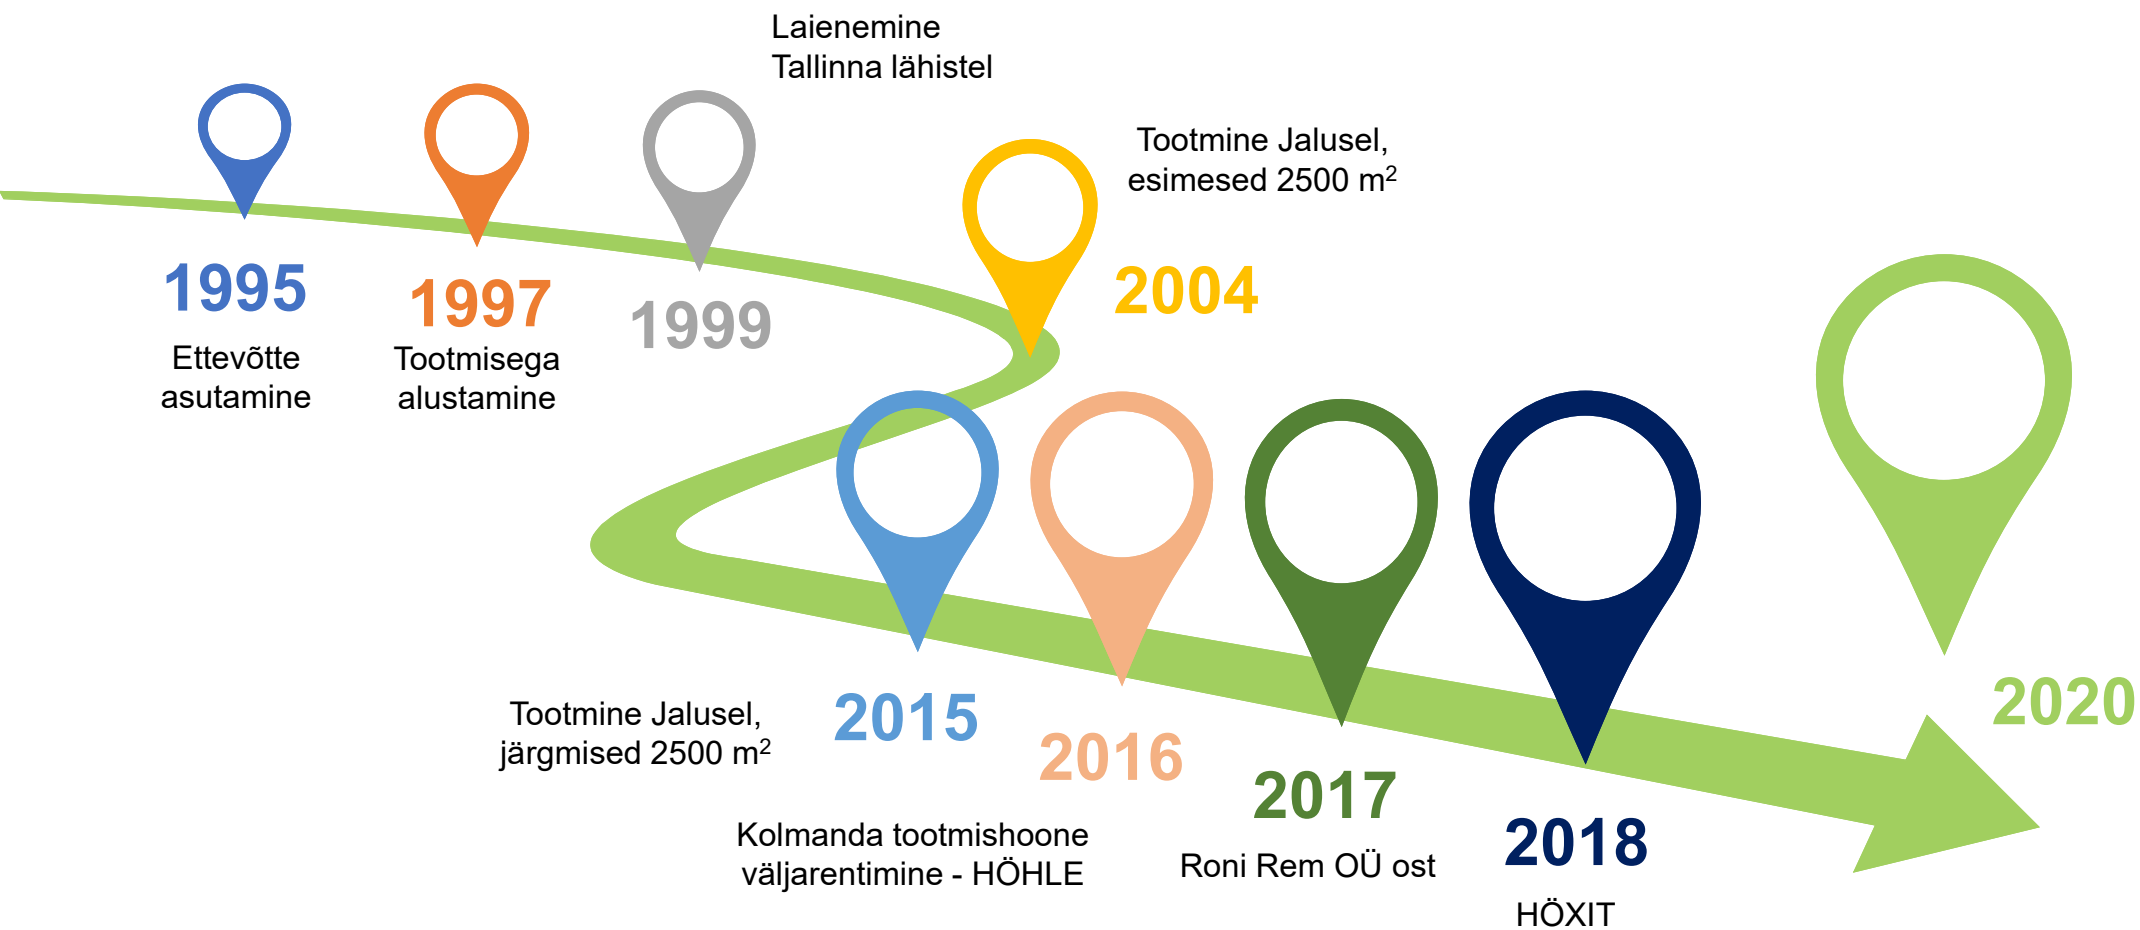 1995
Ettevõtte
asutamine
1997
Tootmisega
alustamine
Laienemine
Tallinna lähistel
1999
Tootmine Jalusel,
esimesed 2500 m²
2004
Tootmine Jalusel,
järgmised 2500 m²
2015
2016
Kolmanda tootmishoone
väljarentimine - HÖHLE
2017
Roni Rem OÜ ost
2018
HÖXIT
2020